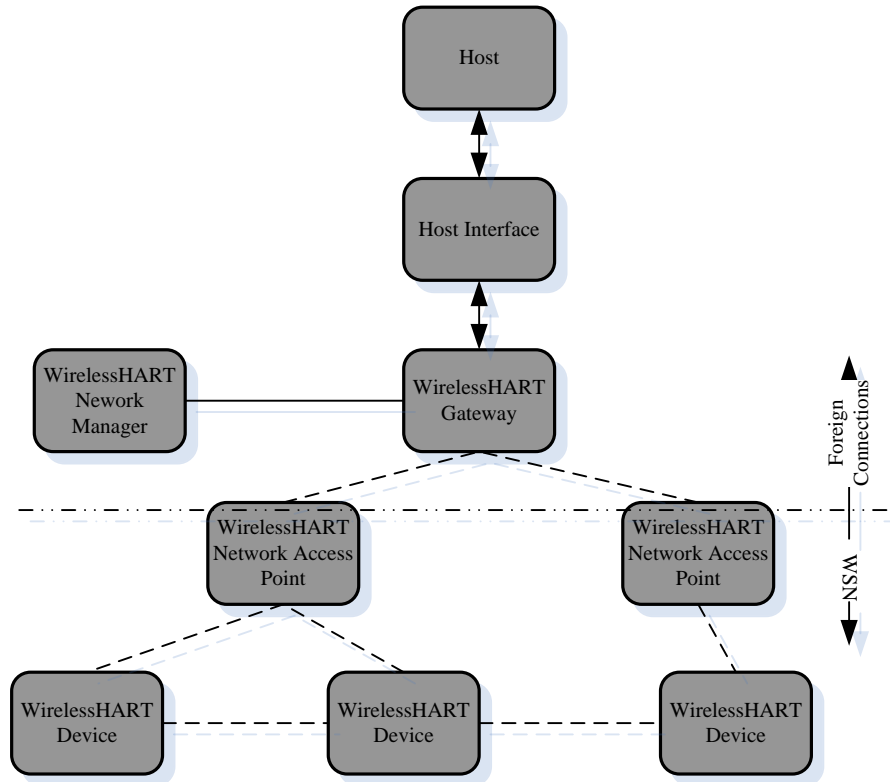 Host
Host Interface
WirelessHART
Nework
Manager
WirelessHART
Gateway
Foreign
Connections
WirelessHART
Network Access
Point
WirelessHART
Network Access
Point
WSN
WirelessHART
Device
WirelessHART
Device
WirelessHART
Device